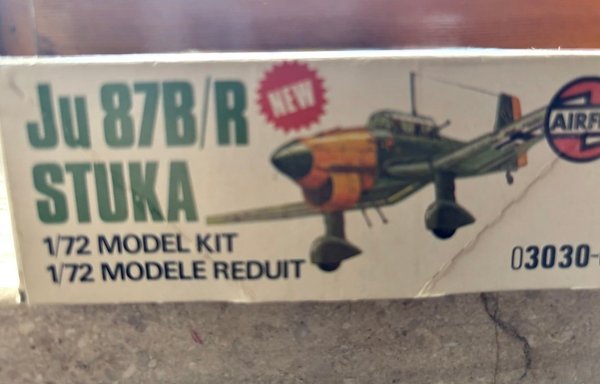 Ju 87B/R
NEW
STUKA
1/72 MODEL KIT
1/72 MODELE REDUIT
03030-